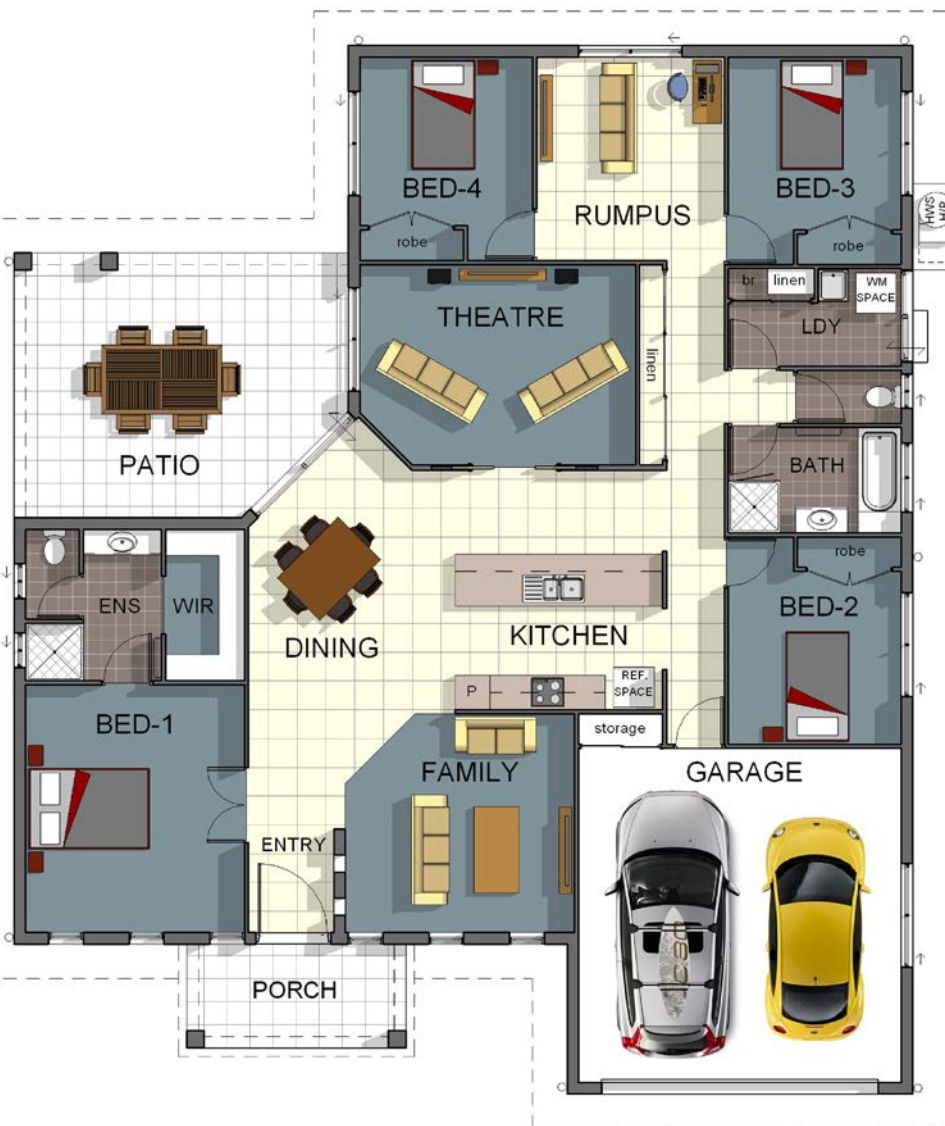 BED-4
RUMPUS
BED-3
robe
robe
HWS
THEATRE
br
linen
WM
SPACE
LDY
linen
PATIO
BATH
ENS
WIR
DINING
KITCHEN
robe
BED-2
P
REF.
SPACE
BED-1
storage
FAMILY
GARAGE
ENTRY
PORCH